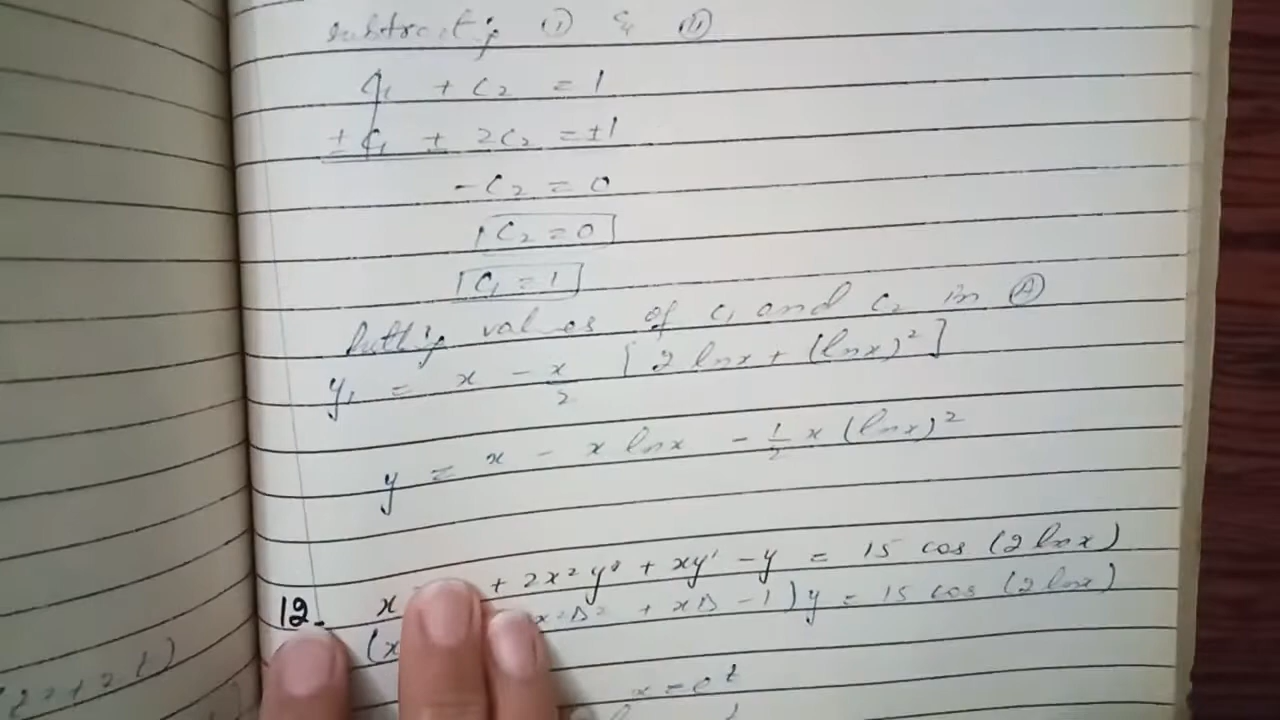 subtract; ① & ②
c₁ + c₂ = 1
± c₁ ± 2c₂ = ±1
- c₂ = 0
c₂ = 0
c₁ = 1
Putting values of c₁ and c₂ in Ⓐ
y₁ = x - x/2 [2 lnx + (lnx)²]
y = x - x lnx - 1/2 x (lnx)²
12. x + 2x²y'' + xy' - y = 15 cos (2 lnx)
(x x²D² + xD - 1) y = 15 cos (2 lnx)